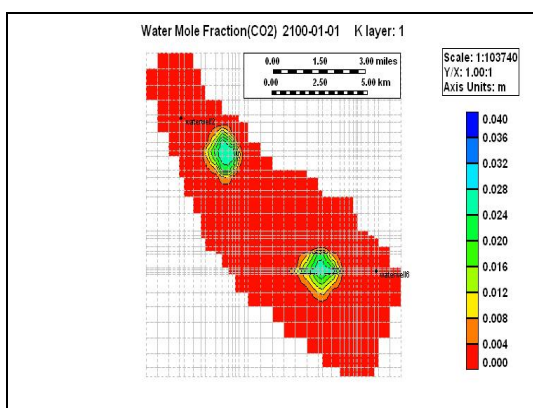 Water Mole Fraction(CO2) 2100-01-01 K layer: 1
0.00 1.50 3.00 miles
0.00 2.50 5.00 km
Scale: 1:103740
Y/X: 1.00:1
Axis Units: m
0.040
0.036
0.032
0.028
0.024
0.020
0.016
0.012
0.008
0.004
0.000